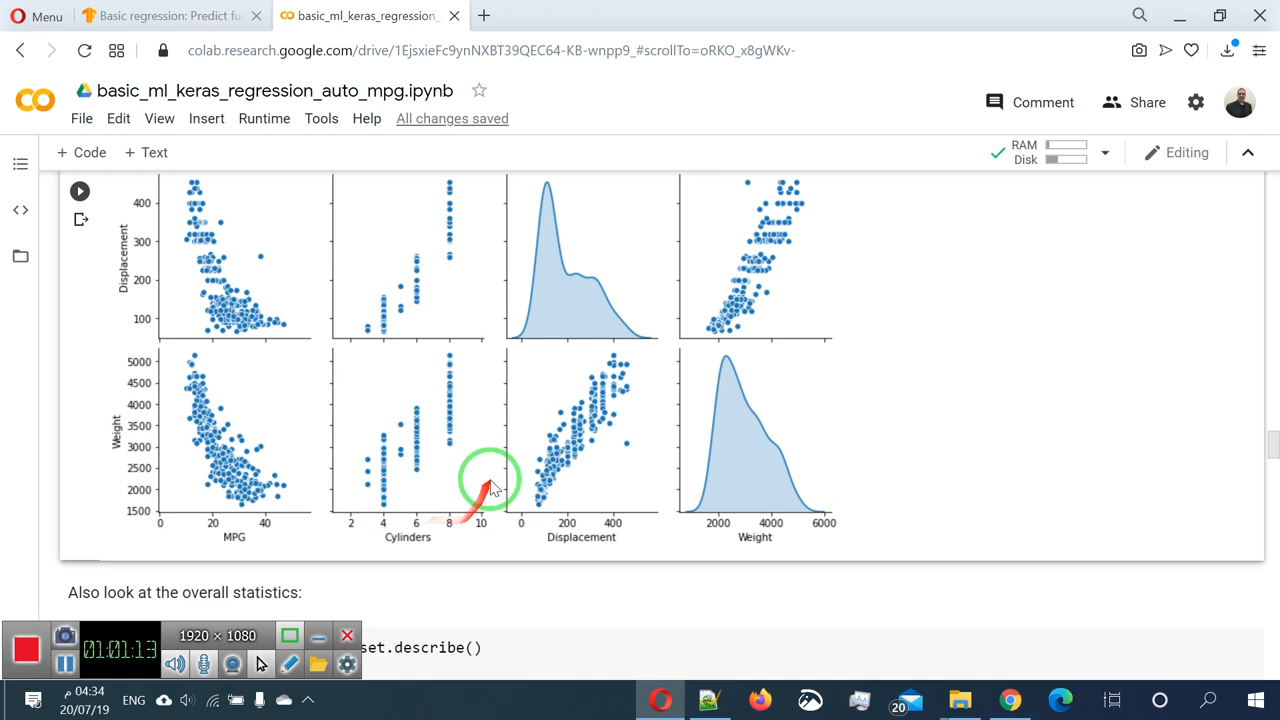 Menu
Basic regression: Predict fu
basic_ml_keras_regression_
colab.research.google.com/drive/1EjsxieFc9ynNXBT39QEC64-KB-wnpp9_#scrollTo=oRKO_x8gWKv-
basic_ml_keras_regression_auto_mpg.ipynb
Comment
Share
File Edit View Insert Runtime Tools Help All changes saved
+ Code + Text
RAM
Disk
Editing
Displacement
400
300
200
100
Weight
5000
4500
4000
3500
3000
2500
2000
1500
0 20 40
2 4 6 8 10
0 200 400
2000 4000 6000
MPG Cylinders Displacement Weight
Also look at the overall statistics:
set.describe()
01:01:13
1920 × 1080
20
ENG
04:34 م
20/07/19